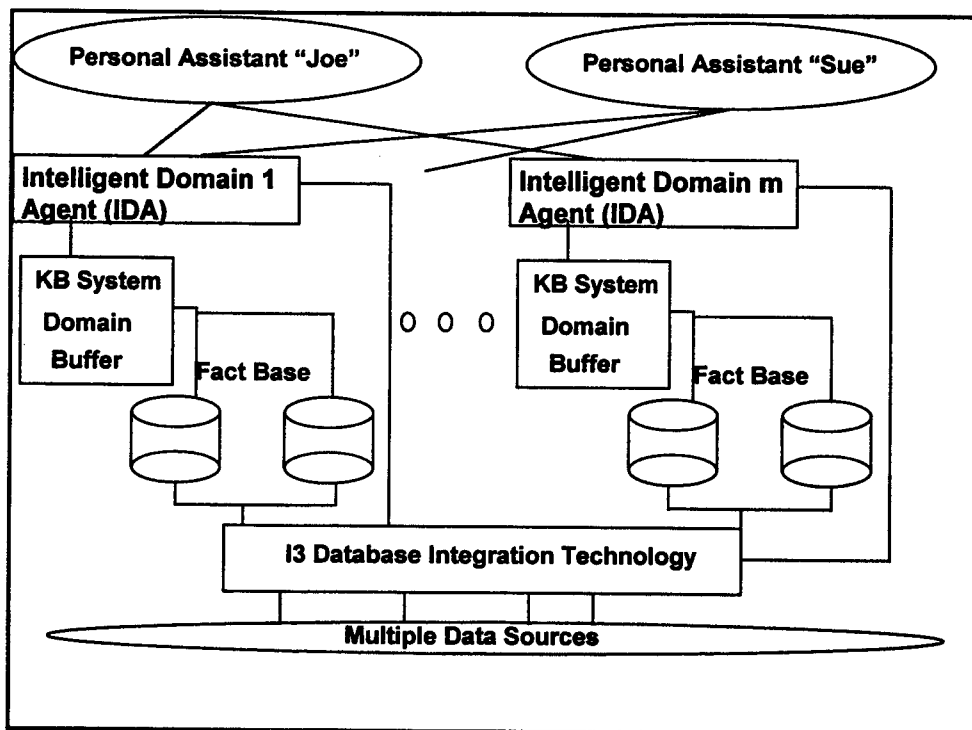 Personal Assistant “Joe”
Personal Assistant “Sue”
Intelligent Domain 1
Agent (IDA)
Intelligent Domain m
Agent (IDA)
KB System
Domain
Buffer
Fact Base
KB System
Domain
Buffer
Fact Base
I3 Database Integration Technology
Multiple Data Sources